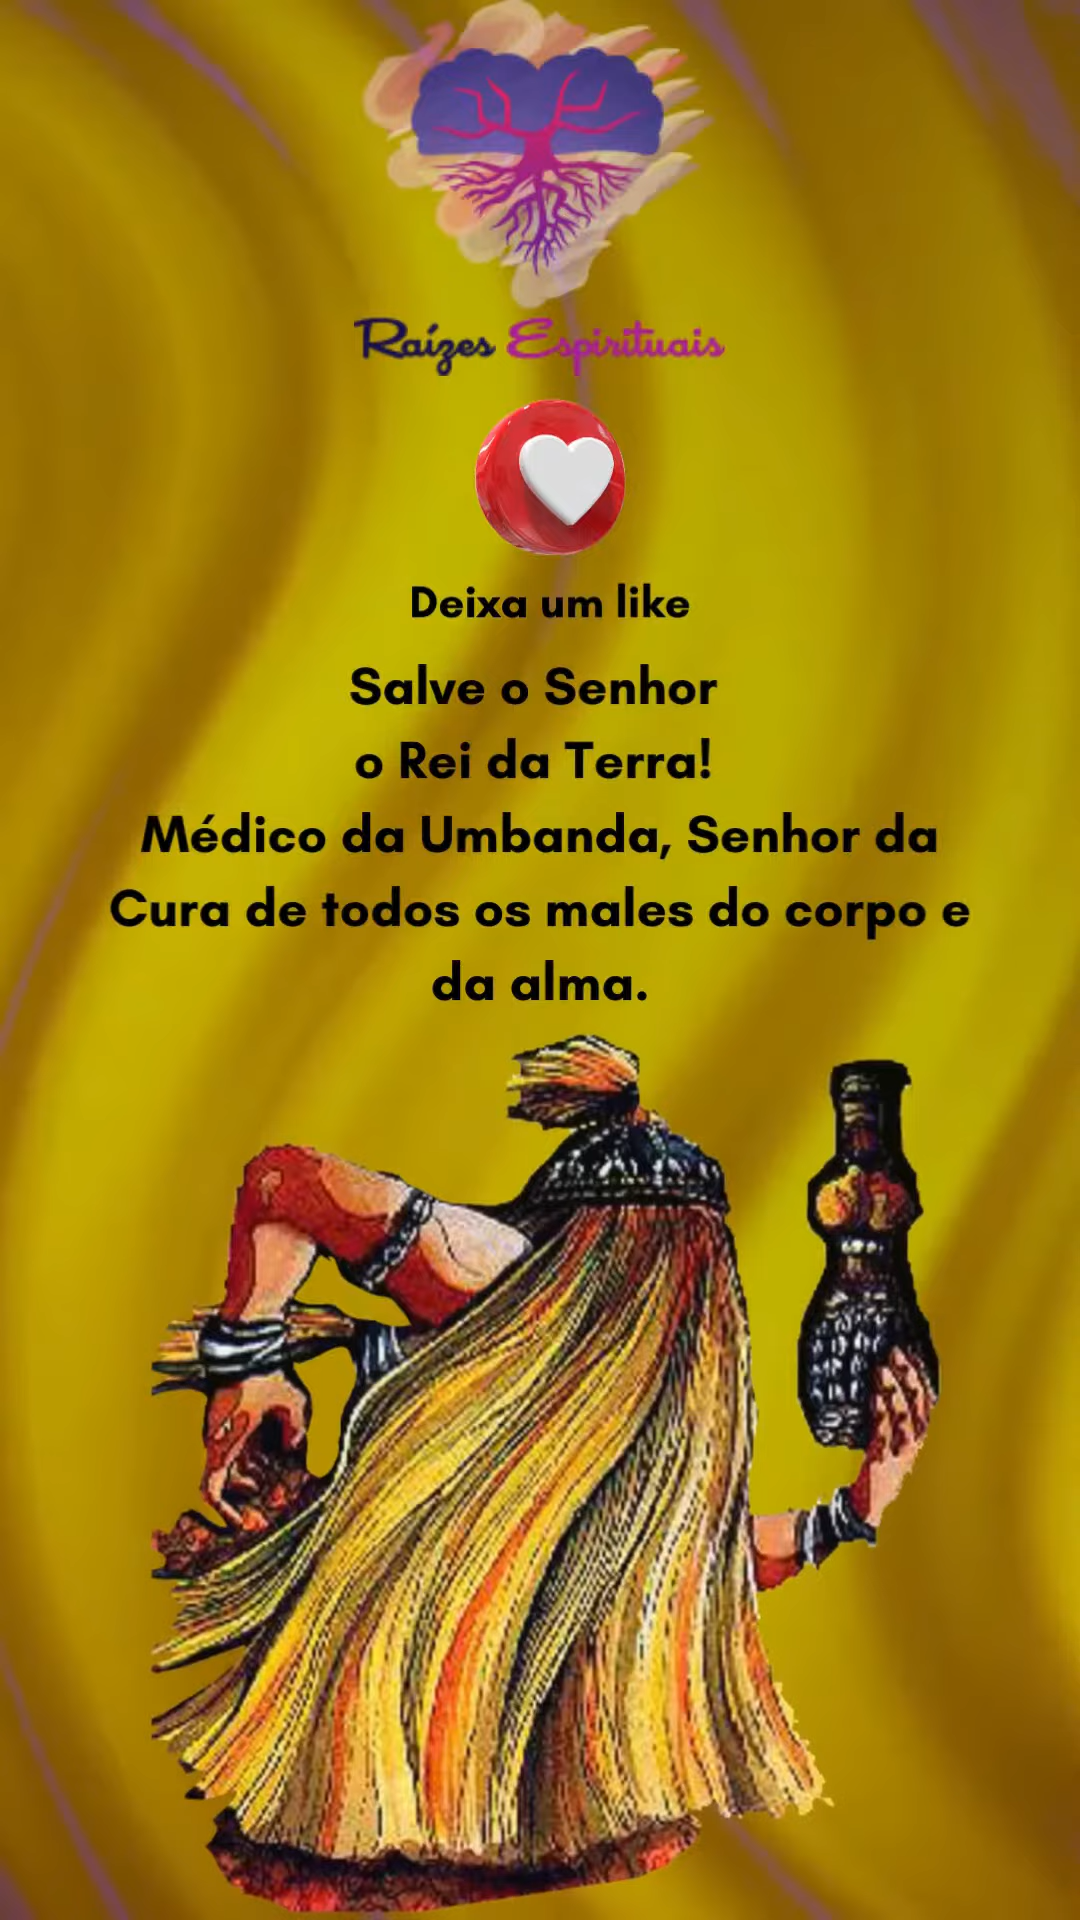 Raízes Espirituais
Deixa um like
Salve o Senhor
o Rei da Terra!
Médico da Umbanda, Senhor da
Cura de todos os males do corpo e
da alma.